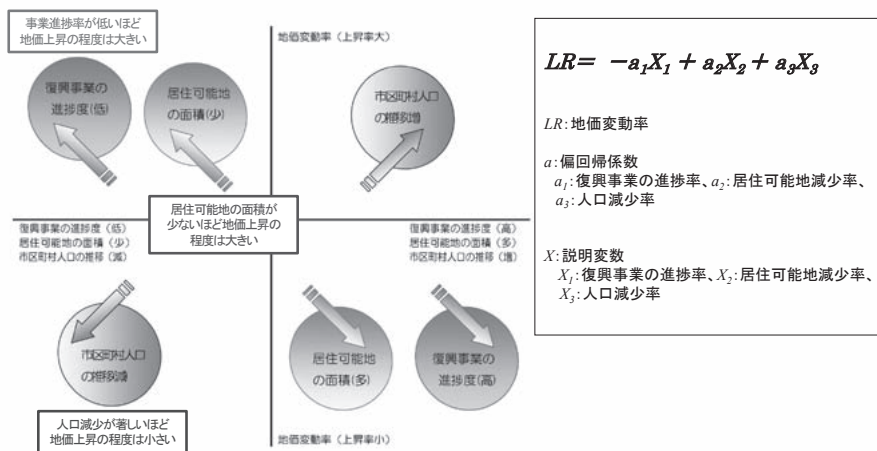 事業進捗率が低いほど
地価上昇の程度は大きい
地価変動率（上昇率大）
復興事業の
進捗度(低)
居住可能地
の面積(少)
市区町村人口
の推移増
居住可能地の面積が
少ないほど地価上昇の
程度は大きい
復興事業の進捗度（低）
居住可能地の面積（少）
市区町村人口の推移（減）
復興事業の進捗度（高）
居住可能地の面積（多）
市区町村人口の推移（増）
市区町村人口
の推移減
居住可能地
の面積(多)
復興事業の
進捗度(高)
人口減少が著しいほど
地価上昇の程度は小さい
地価変動率（上昇率小）
LR= −a₁X₁ + a₂X₂ + a₃X₃
LR:地価変動率
a:偏回帰係数
a₁:復興事業の進捗率、a₂:居住可能地減少率、
a₃:人口減少率
X:説明変数
X₁:復興事業の進捗率、X₂:居住可能地減少率、
X₃:人口減少率